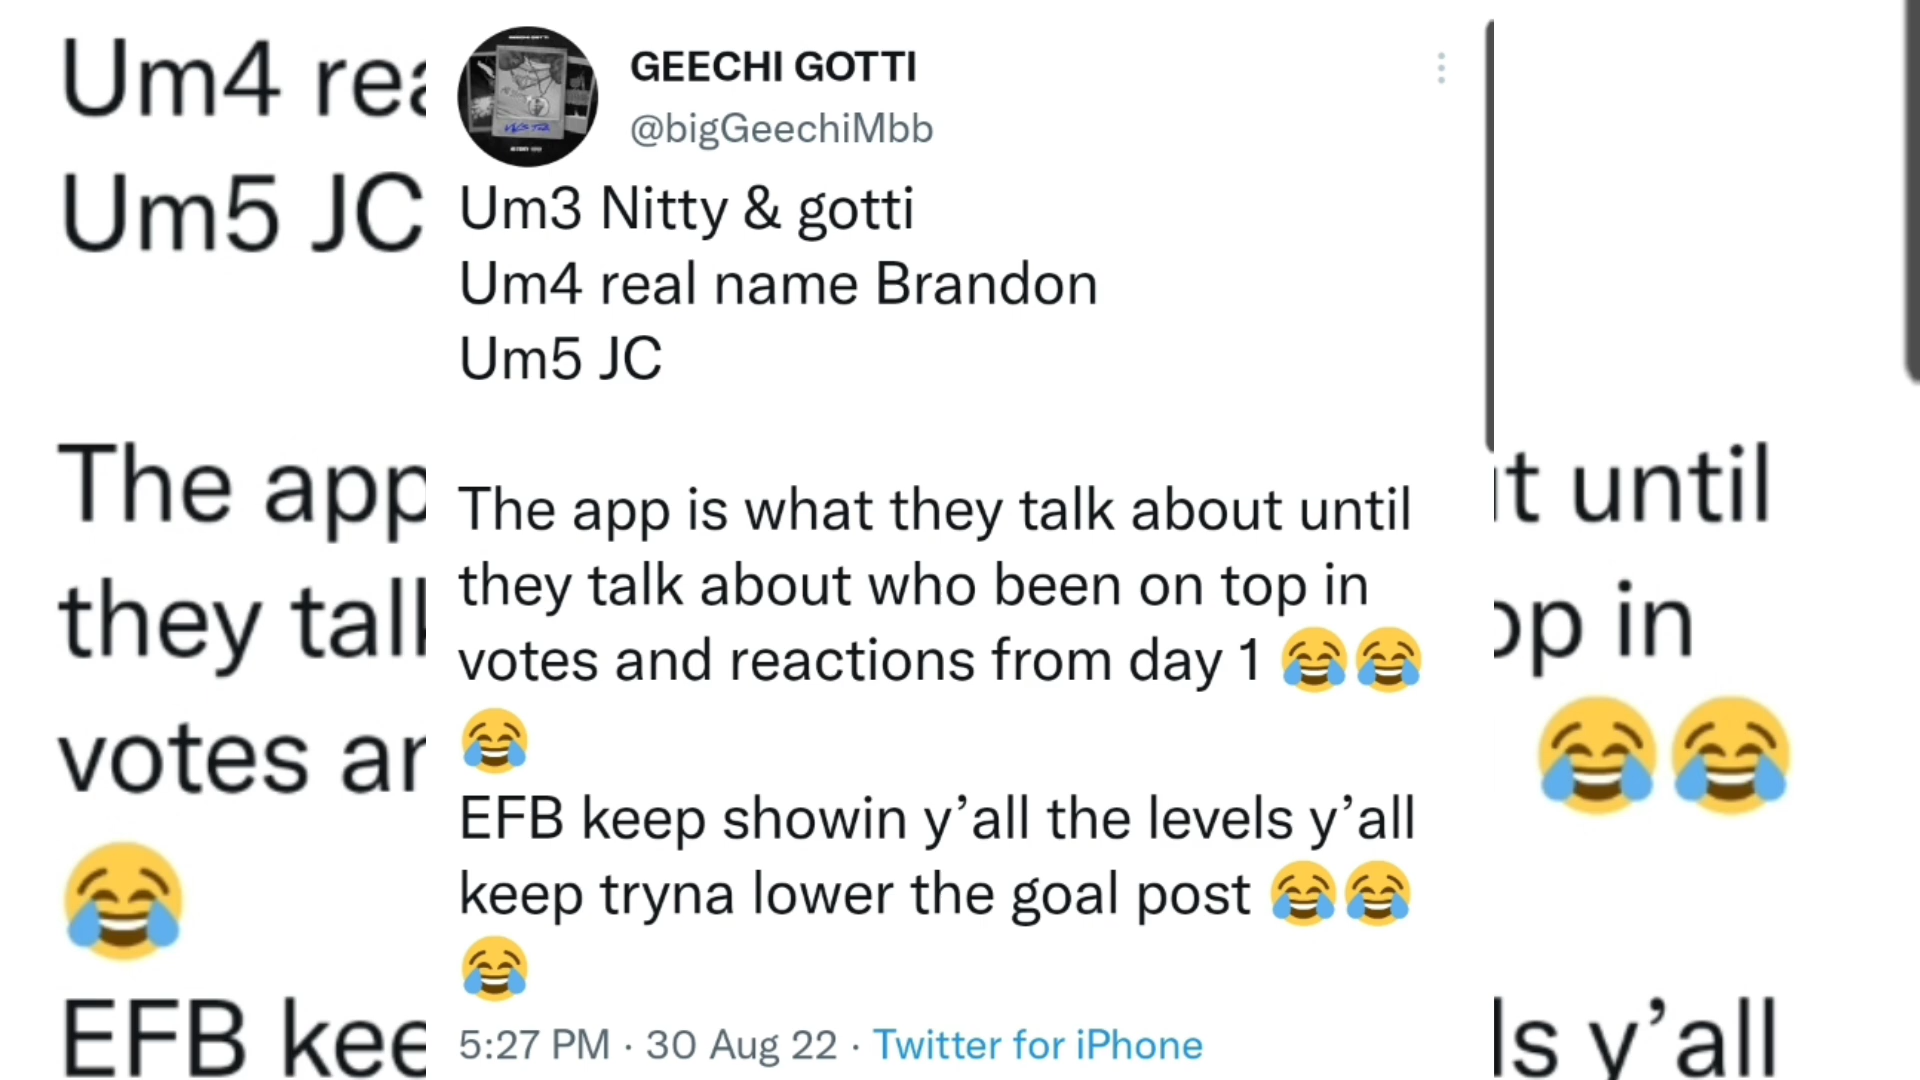 GEECHI GOTTI
@bigGeechiMbb
Um3 Nitty & gotti
Um4 real name Brandon
Um5 JC
The app is what they talk about until
they talk about who been on top in
votes and reactions from day 1 😂😂
😂
EFB keep showin y’all the levels y’all
keep tryna lower the goal post 😂😂
😂
5:27 PM · 30 Aug 22 · Twitter for iPhone
Um4 rea
Um5 JC
The app
they talk
votes ar
😂
EFB kee
t until
op in
😂😂
ls y’all